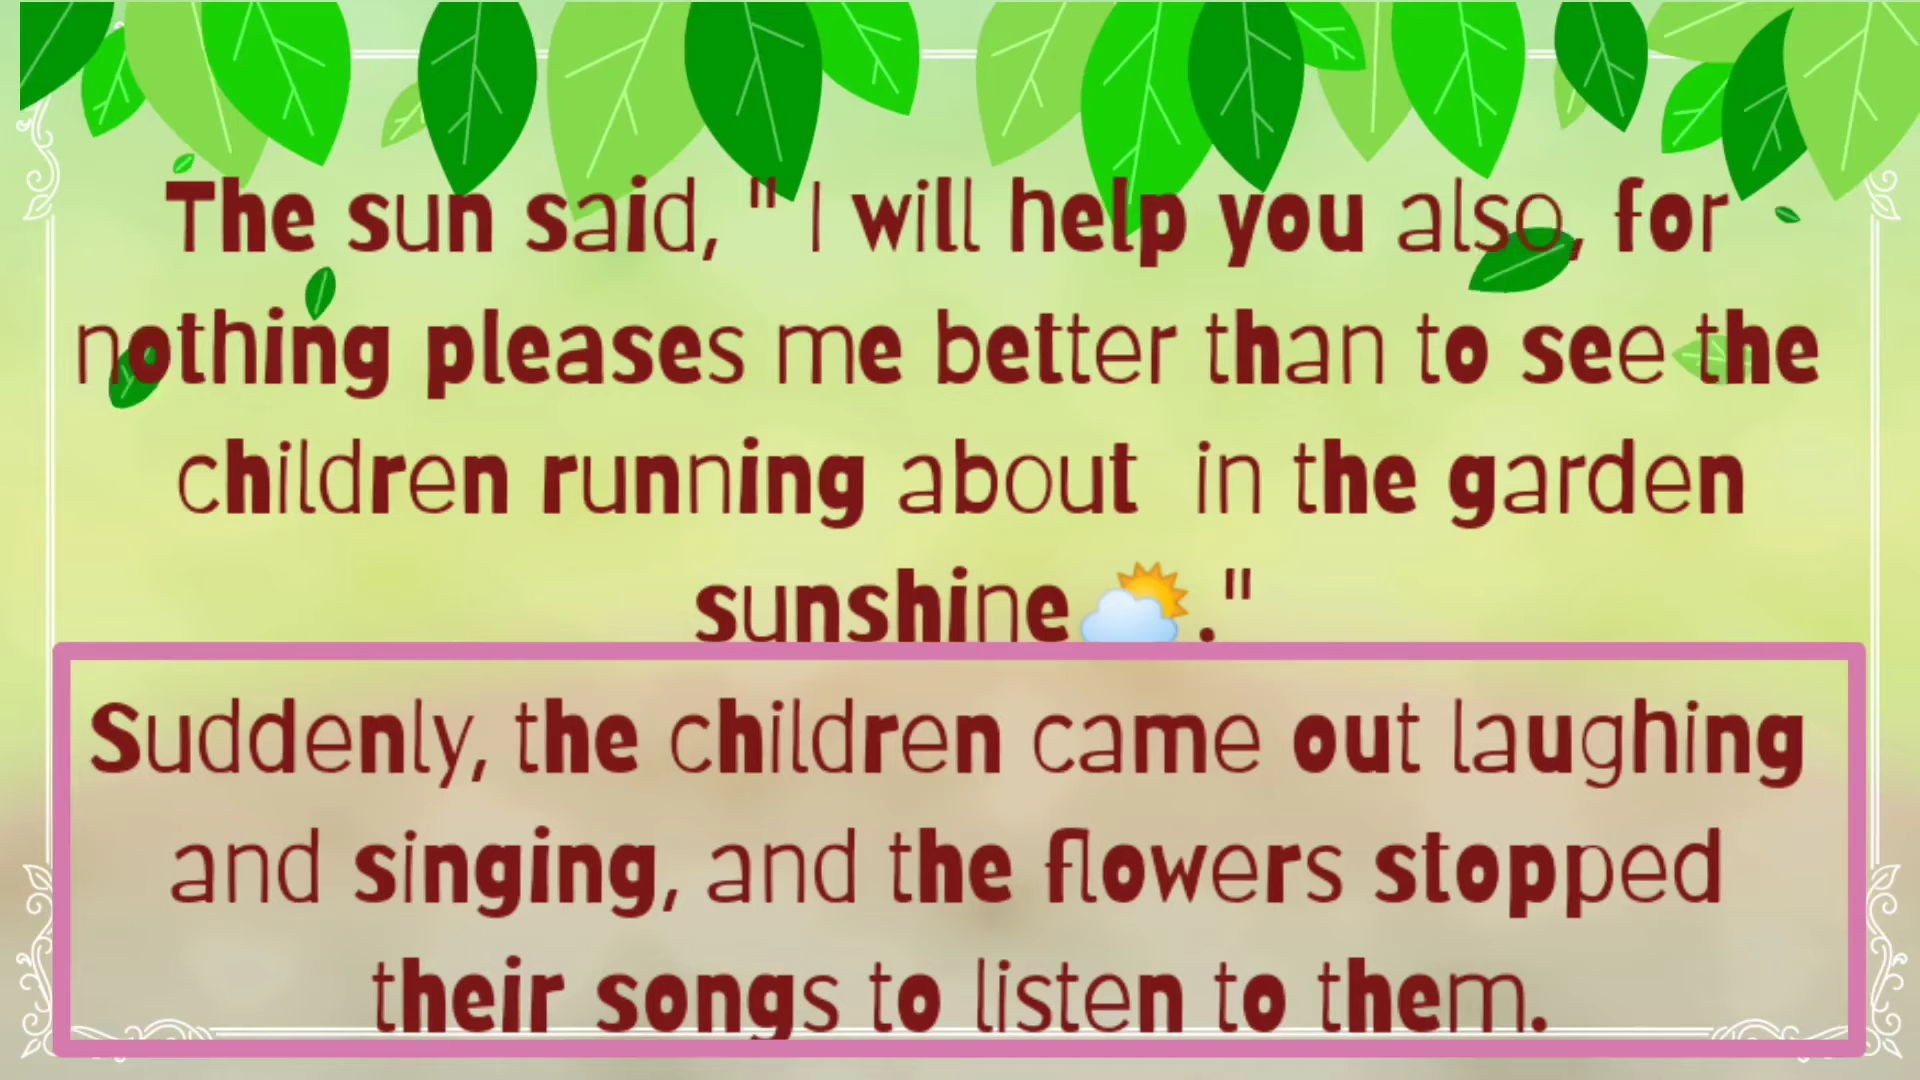 The sun said, " I will help you also, for
nothing pleases me better than to see the
children running about  in the garden
sunshine🌤️."
Suddenly, the children came out laughing
and singing, and the flowers stopped
their songs to listen to them.